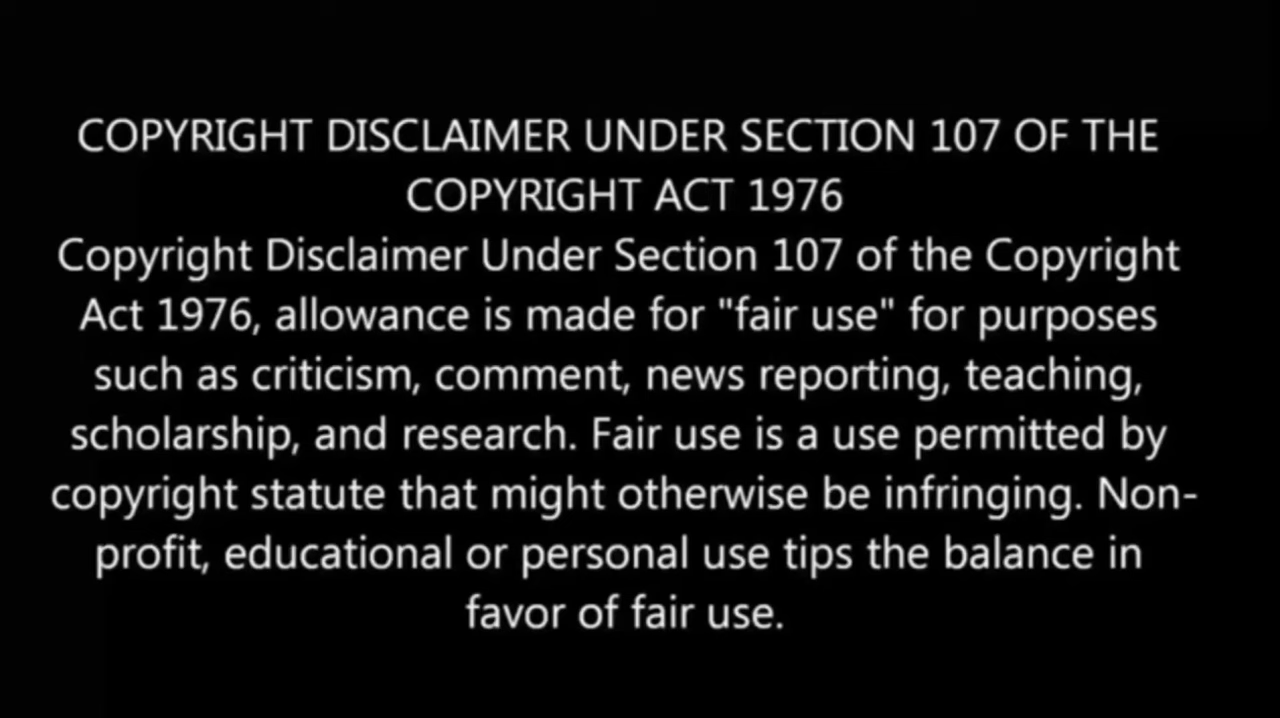 COPYRIGHT DISCLAIMER UNDER SECTION 107 OF THE
COPYRIGHT ACT 1976
Copyright Disclaimer Under Section 107 of the Copyright
Act 1976, allowance is made for "fair use" for purposes
such as criticism, comment, news reporting, teaching,
scholarship, and research. Fair use is a use permitted by
copyright statute that might otherwise be infringing. Non-
profit, educational or personal use tips the balance in
favor of fair use.